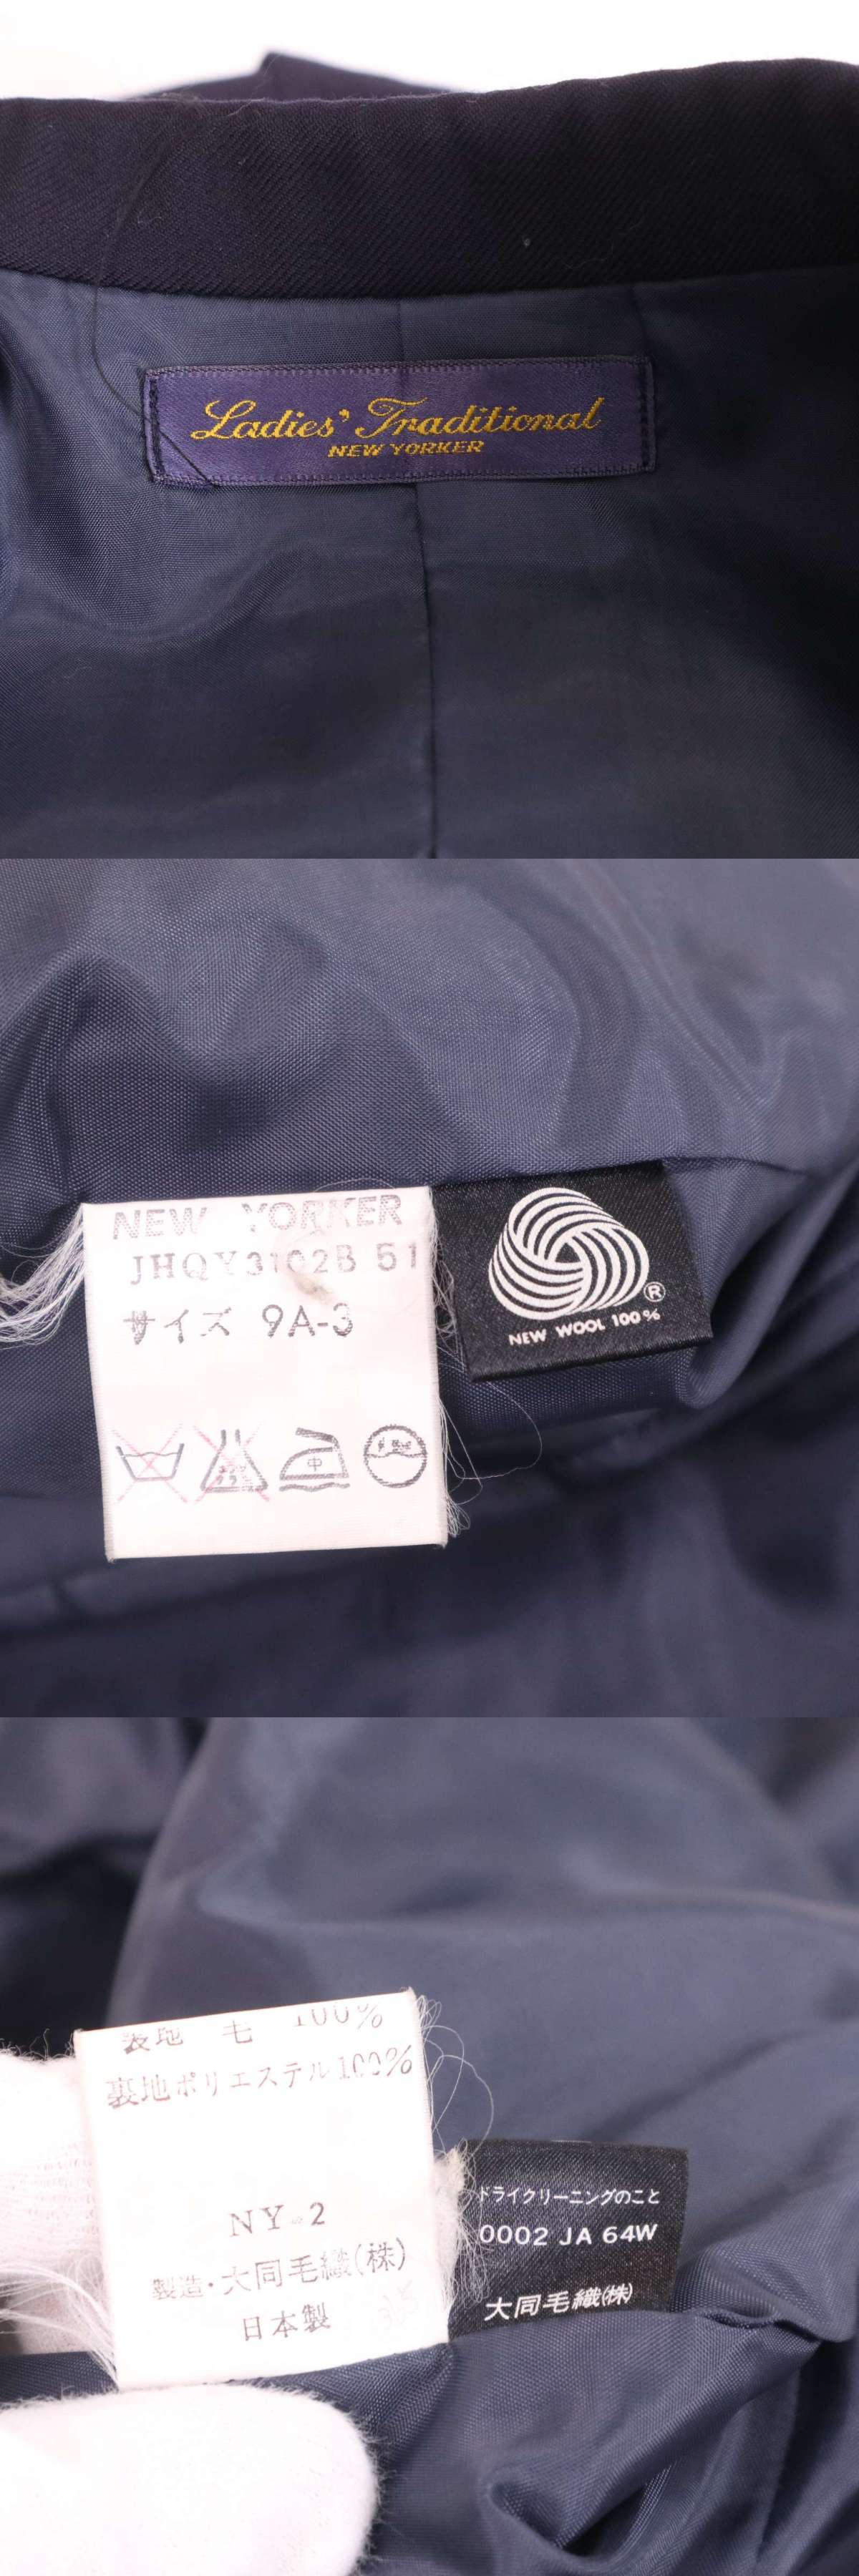 Ladies' Traditional
NEW YORKER
NEW YORKER
JHQY3102B 51
サイズ 9A-3
中
®
NEW WOOL 100%
表地 毛 100%
裏地ポリエステル100%
NY-2
製造・大同毛織(株)
日本製
ドライクリーニングのこと
0002 JA 64W
大同毛織(株)